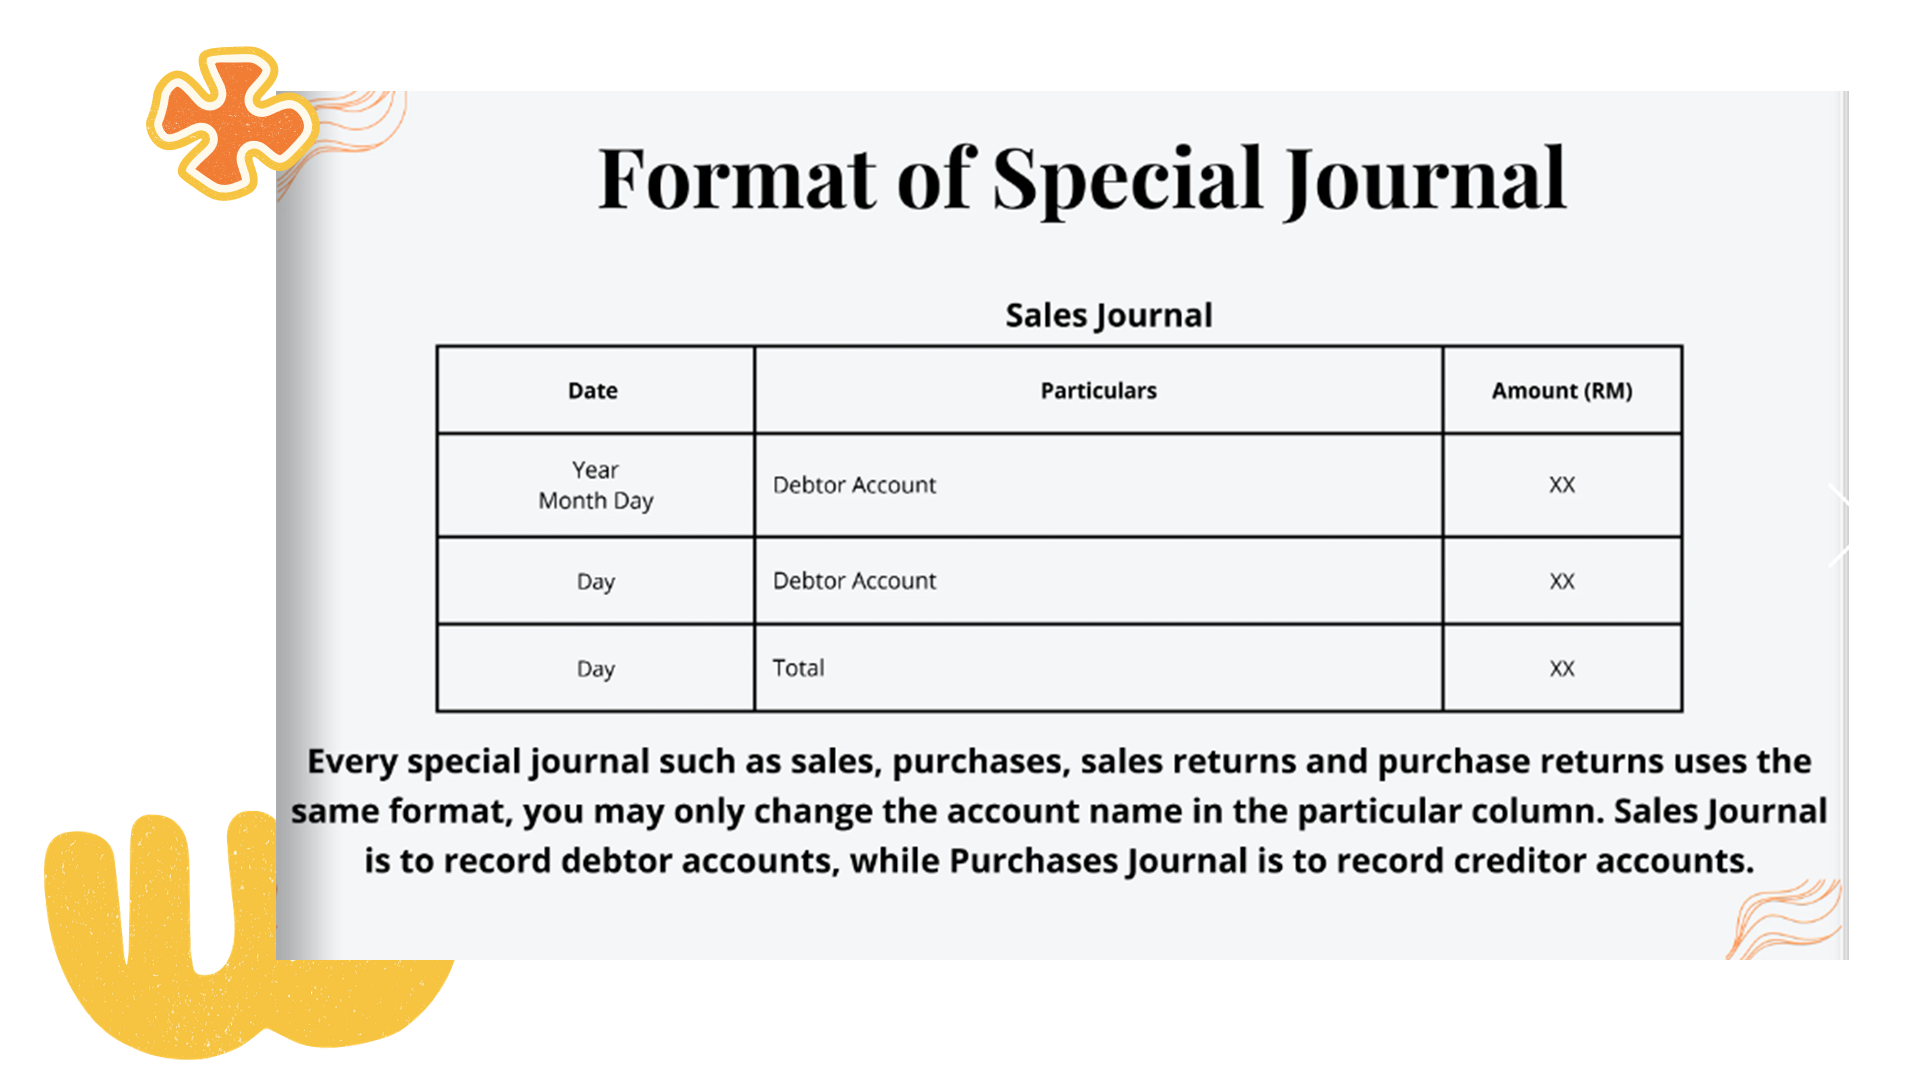 Format of Special Journal
Sales Journal
Date Particulars Amount (RM)
Year
Month Day Debtor Account XX
Day Debtor Account XX
Day Total XX
Every special journal such as sales, purchases, sales returns and purchase returns uses the
same format, you may only change the account name in the particular column. Sales Journal
is to record debtor accounts, while Purchases Journal is to record creditor accounts.